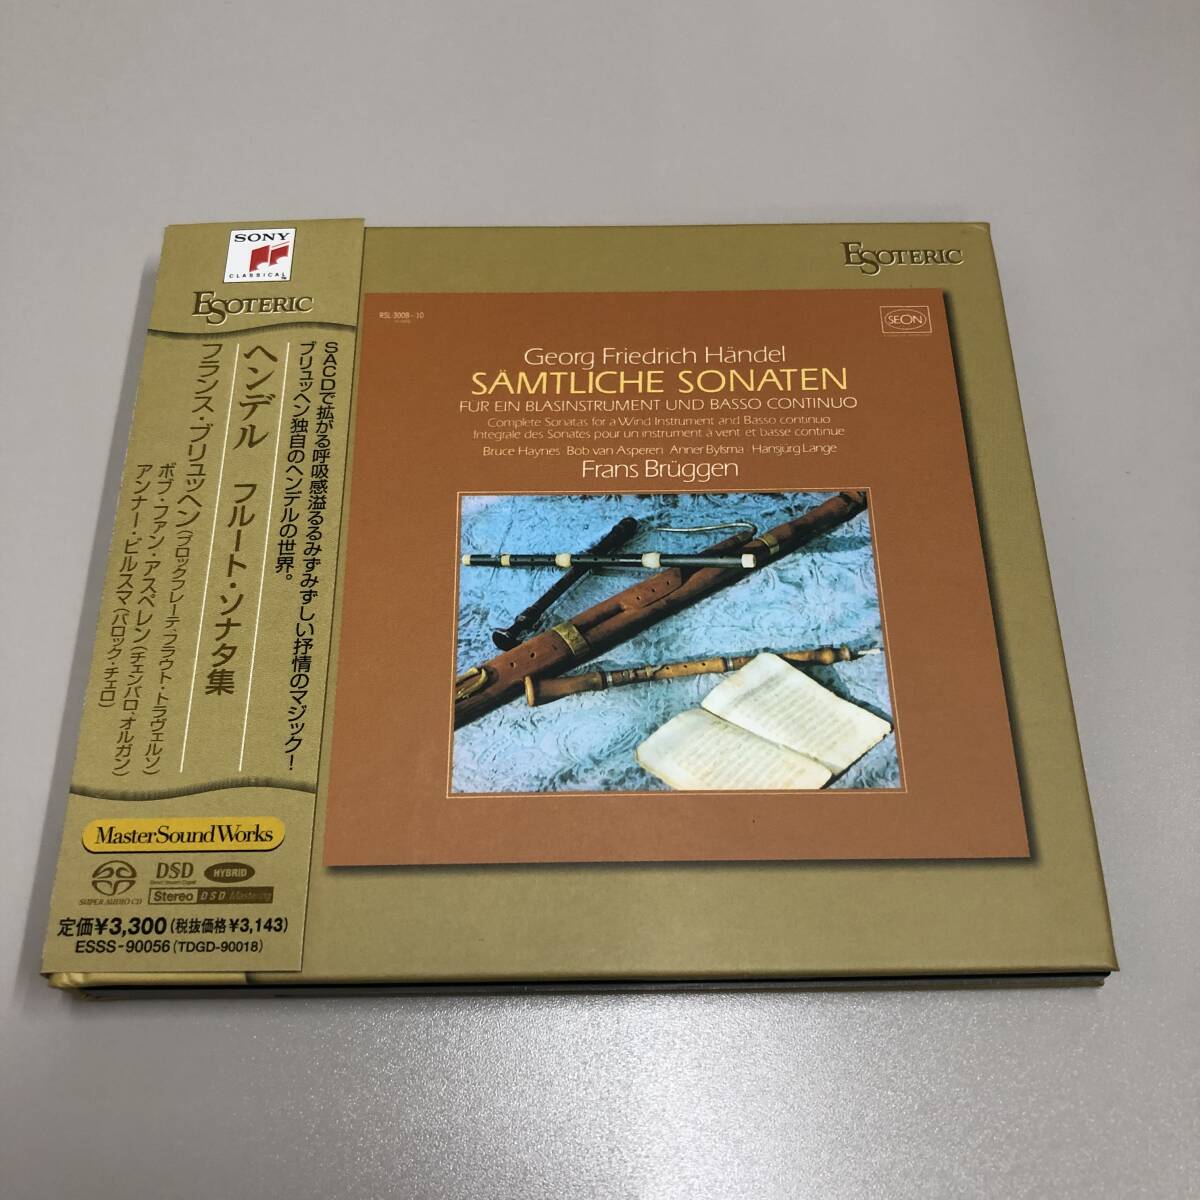 SONY
CLASSICAL
ESOTERIC
SACDで拡がる呼吸感溢るるみずみずしい抒情のマジック!
ブリュッヘン独自のヘンデルの世界。
ヘンデル フルート・ソナタ集
フランス・ブリュッヘン(ブロックフレーテ、フラウト・トラヴェルソ)
ボブ・ファン・アスペレン(チェンバロ、オルガン)
アンナー・ビルスマ(バロック・チェロ)
MasterSoundWorks
SUPER AUDIO CD
DSD
Direct Stream Digital
HYBRID
Stereo
DSD Mastering
定価¥3,300(税抜価格¥3,143)
ESSS-90056(TDGD-90018)
ESOTERIC
RSL-3008-10
SEON
Georg Friedrich Händel
SÄMTLICHE SONATEN
FÜR EIN BLASINSTRUMENT UND BASSO CONTINUO
Complete Sonatas for a Wind Instrument and Basso continuo
Integrale des Sonates pour un instrument à vent et basse continue
Bruce Haynes · Bob van Asperen · Anner Bylsma · Hansjürg Lange
Frans Brüggen